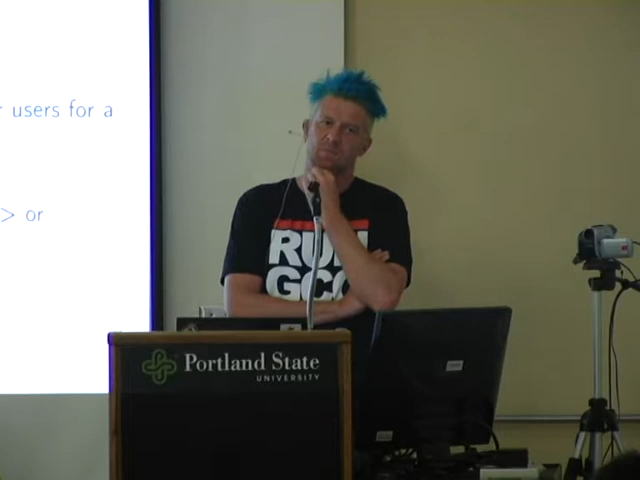 users for a
> or
RUN
GCC
Portland State
UNIVERSITY